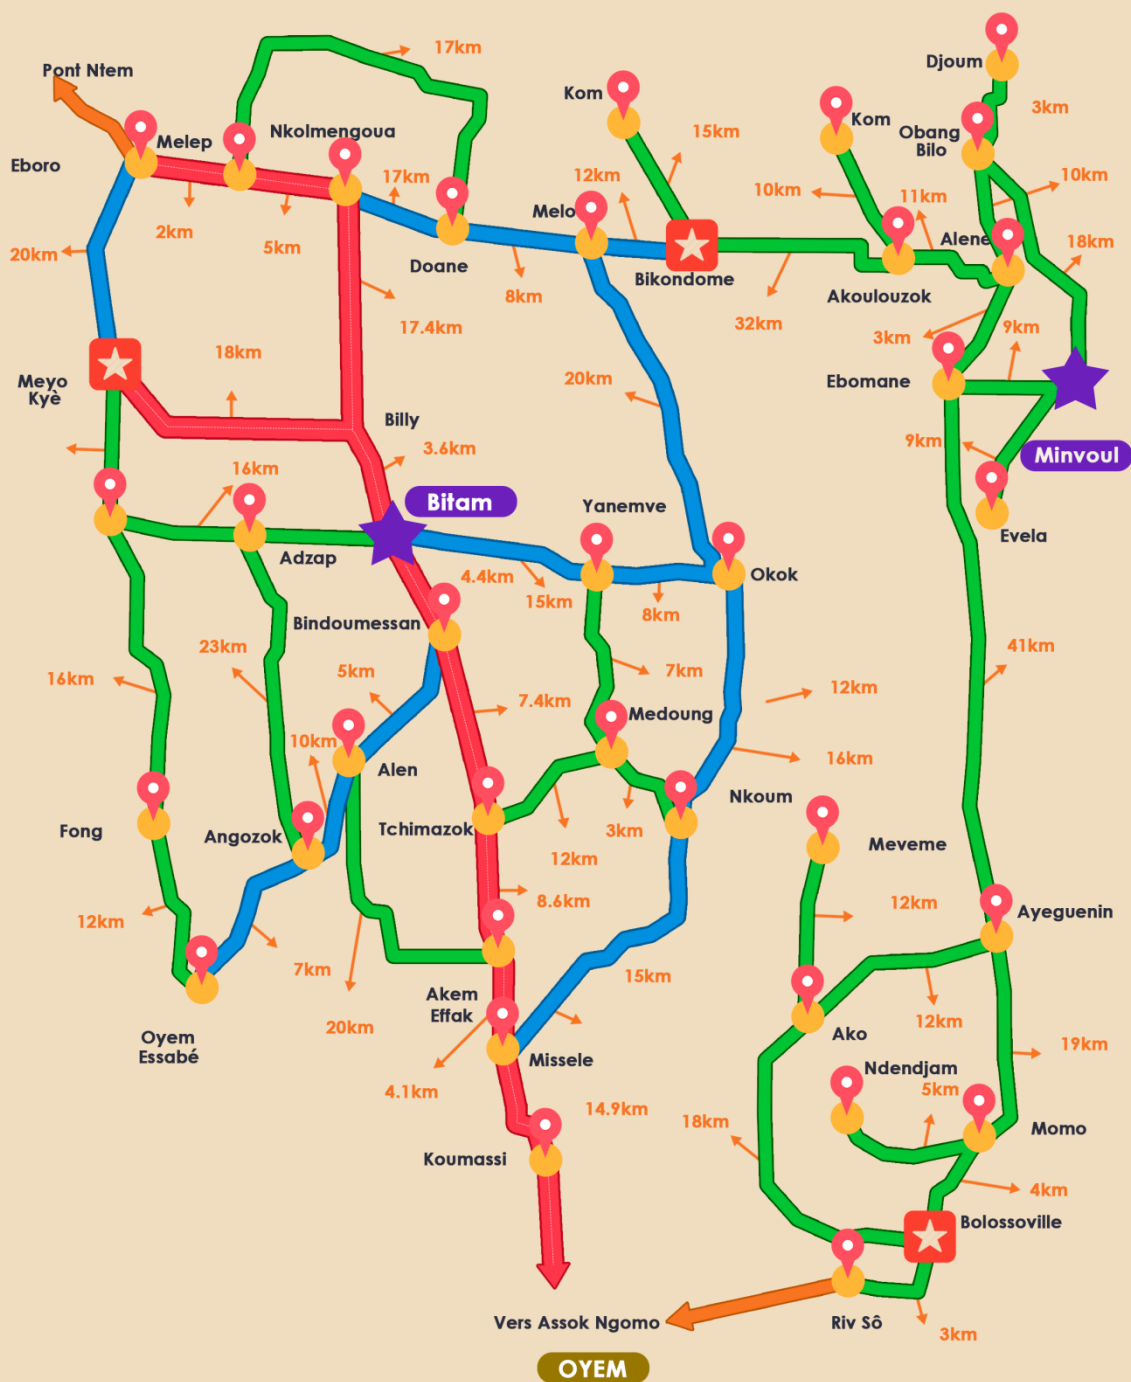 17km
Pont Ntem
Djoum
Kom
3km
Nkolmengoua
Kom
Obang
Bilo
15km
Melep
Eboro
17km
12km
10km
10km
11km
2km
5km
Melo
Alene
20km
18km
Doane
Bikondome
8km
Akoulouzok
17.4km
32km
3km
9km
18km
Meyo
Kyè
20km
Ebomane
Billy
3.6km
9km
Minvoul
16km
Bitam
Yanemve
Evela
Adzap
4.4km
15km
Okok
8km
Bindoumessan
23km
5km
41km
16km
7km
12km
7.4km
Medoung
10km
16km
Alen
Nkoum
Fong
Angozok
Tchimazok
3km
Meveme
12km
8.6km
12km
Ayeguenin
12km
7km
15km
Akem
Effak
20km
12km
Oyem
Essabé
Ako
19km
Missele
Ndendjam
4.1km
5km
14.9km
18km
Momo
Koumassi
4km
Bolossoville
Vers Assok Ngomo
Riv Sô
3km
OYEM